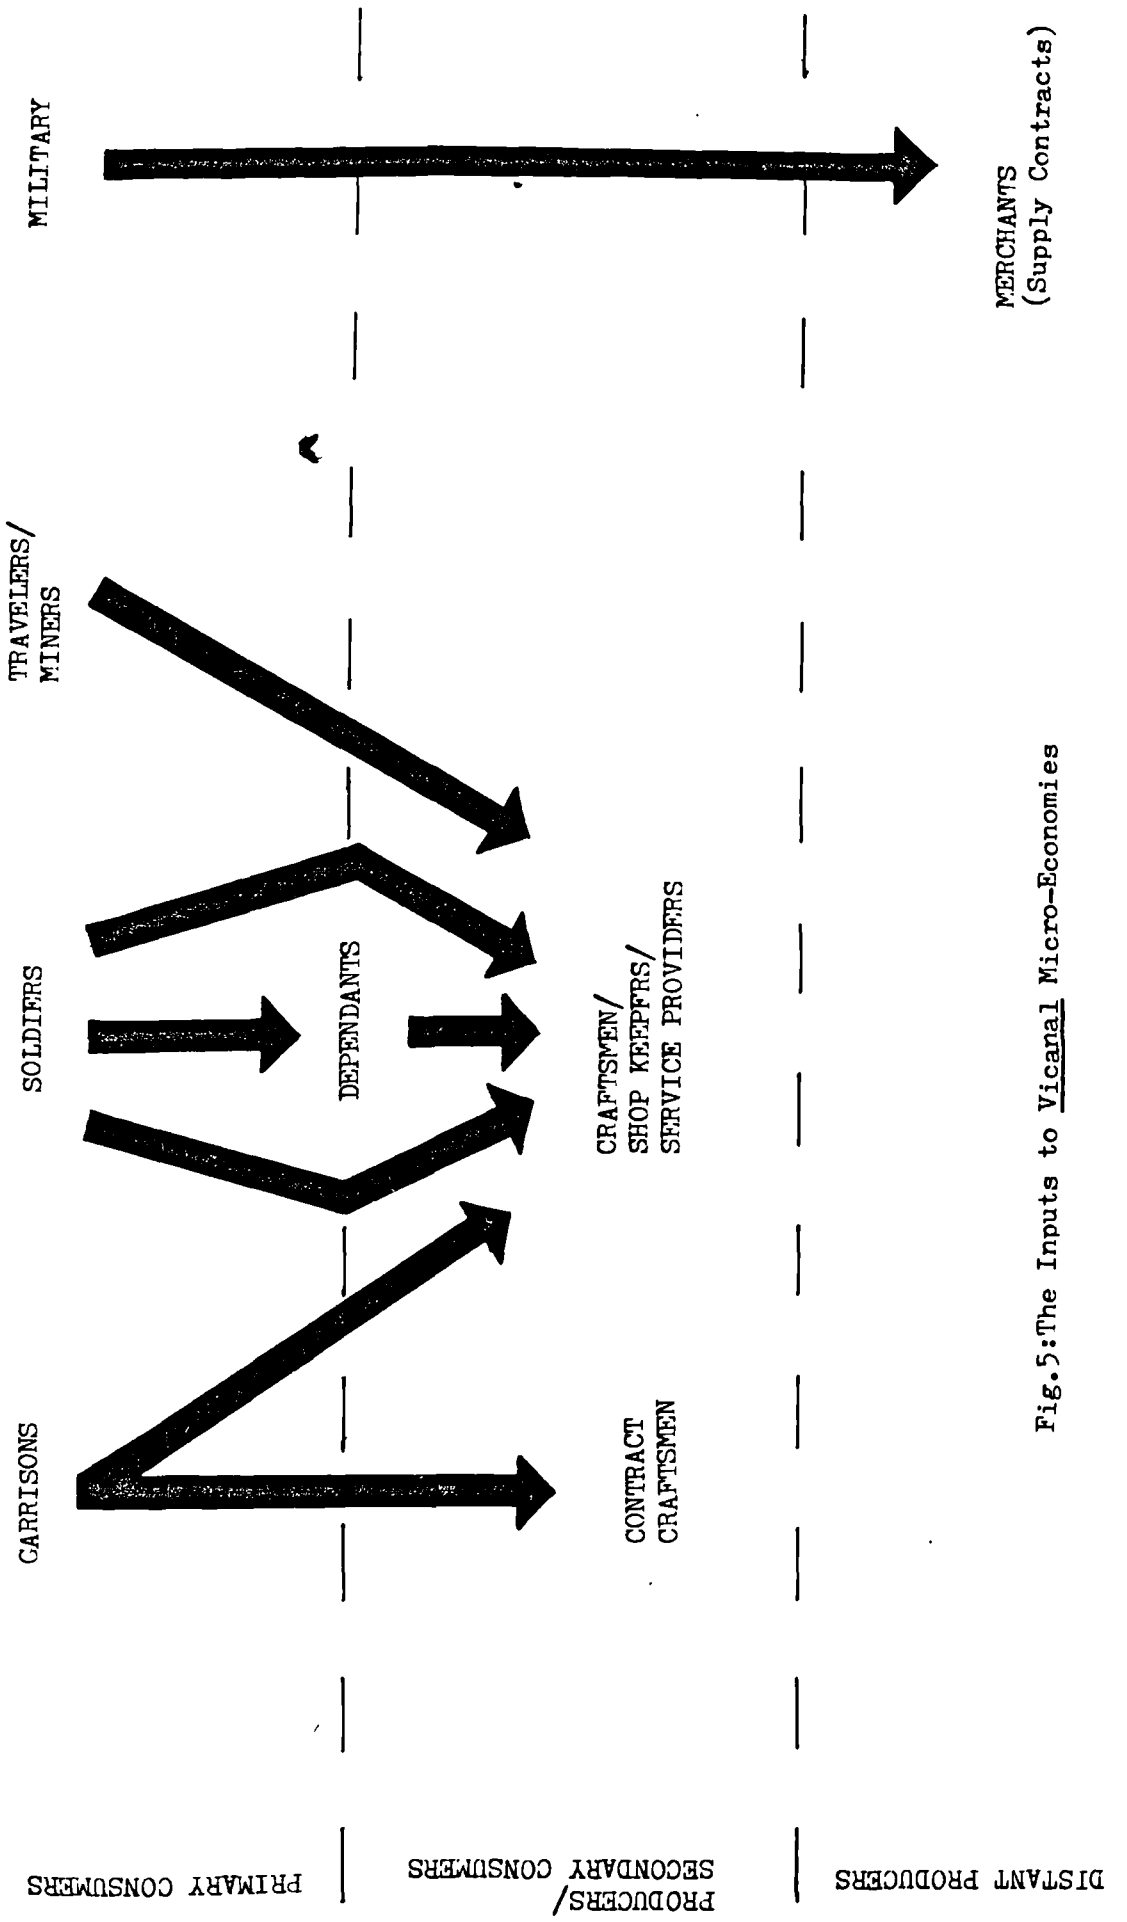 PRIMARY CONSUMERS
PRODUCERS/
SECONDARY CONSUMERS
DISTANT PRODUCERS
GARRISONS
SOLDIERS
TRAVELERS/
MINERS
MILITARY
DEPENDANTS
CONTRACT
CRAFTSMEN
CRAFTSMEN/
SHOP KEEPFRS/
SERVICE PROVIDERS
MERCHANTS
(Supply Contracts)
Fig.5:The Inputs to Vicanal Micro-Economies